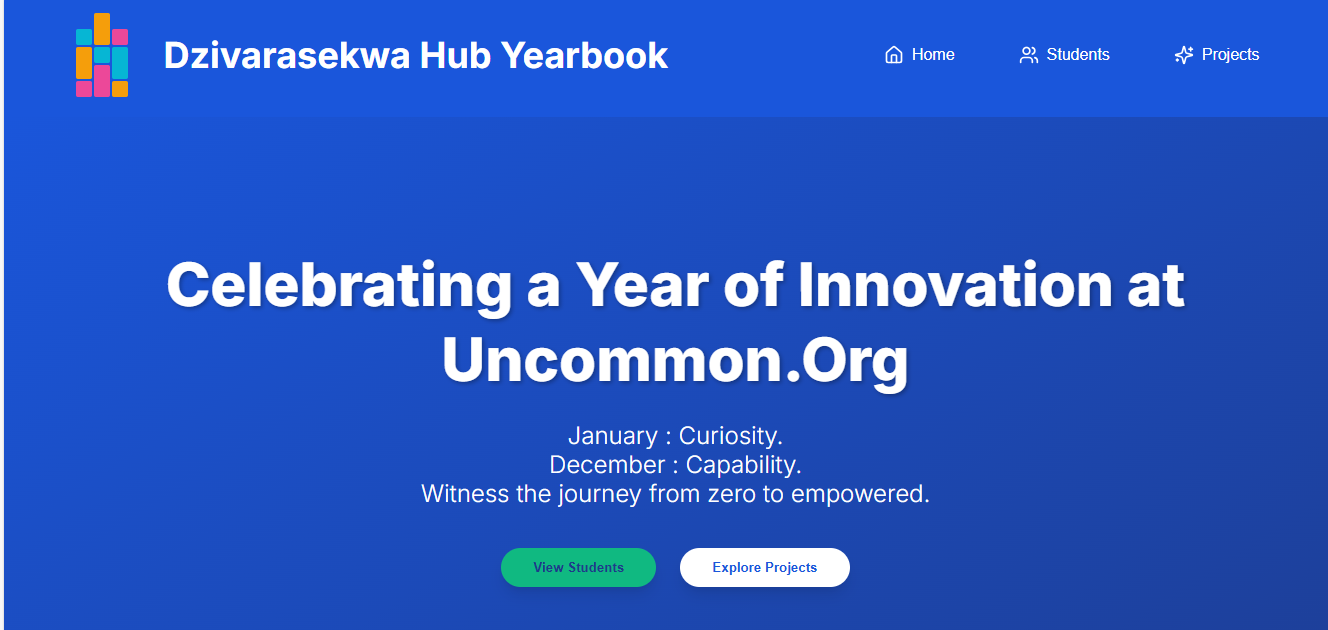 Dzivarasekwa Hub Yearbook
Home
Students
Projects
Celebrating a Year of Innovation at
Uncommon.Org
January : Curiosity.
December : Capability.
Witness the journey from zero to empowered.
View Students
Explore Projects